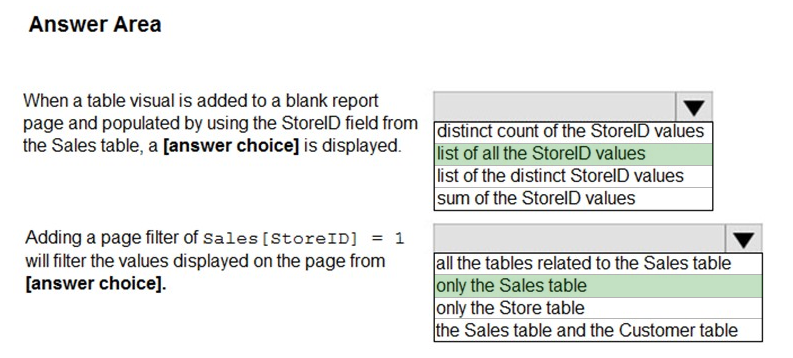 Answer Area
When a table visual is added to a blank report
page and populated by using the StoreID field from
the Sales table, a [answer choice] is displayed.
distinct count of the StoreID values
list of all the StoreID values
list of the distinct StoreID values
sum of the StoreID values
Adding a page filter of Sales[StoreID] = 1
will filter the values displayed on the page from
[answer choice].
all the tables related to the Sales table
only the Sales table
only the Store table
the Sales table and the Customer table